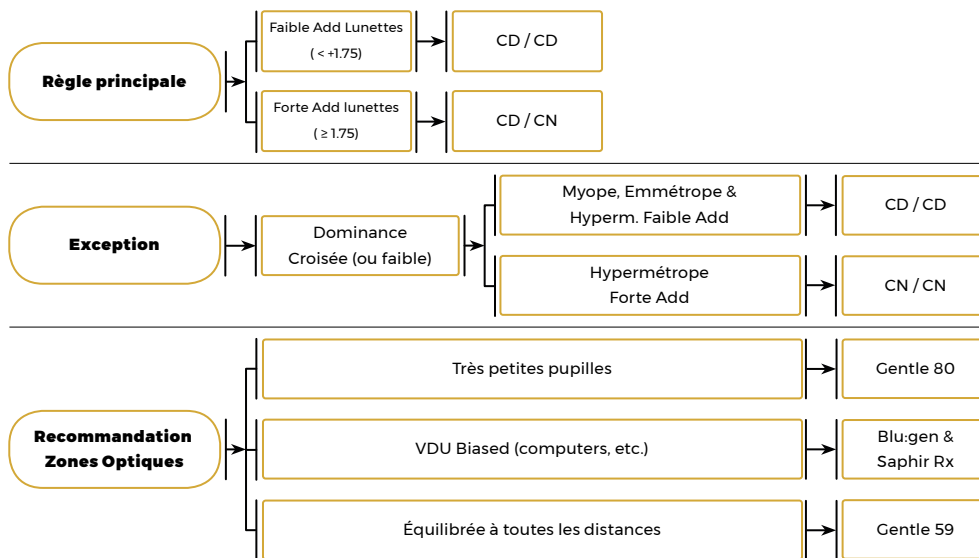 Règle principale
Faible Add Lunettes
( < +1.75)
CD / CD
Forte Add lunettes
( ≥ 1.75)
CD / CN
Exception
Dominance
Croisée (ou faible)
Myope, Emmétrope &
Hyperm. Faible Add
CD / CD
Hypermétrope
Forte Add
CN / CN
Recommandation
Zones Optiques
Très petites pupilles
Gentle 80
VDU Biased (computers, etc.)
Blu:gen &
Saphir Rx
Équilibrée à toutes les distances
Gentle 59